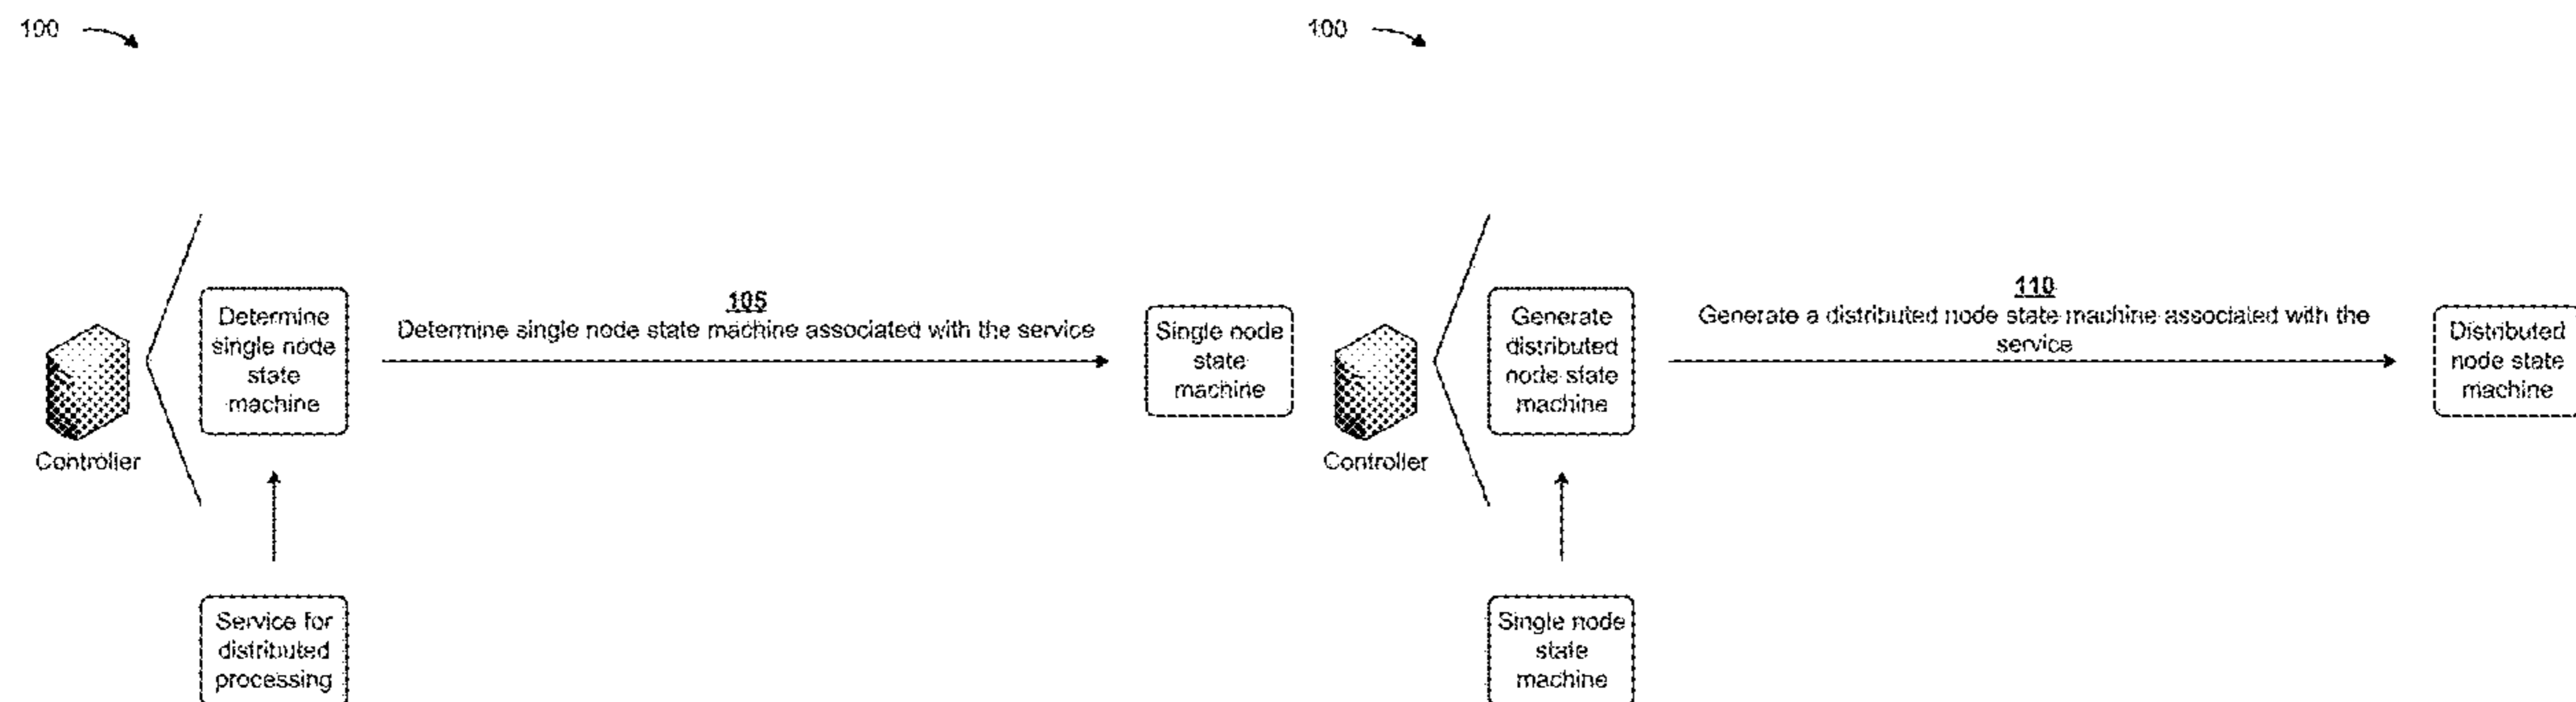 100
Determine
single node
state
machine
Controller
Service for
distributed
processing
105
Determine single node state machine associated with the service
Single node
state
machine
100
Generate
distributed
node state
machine
Controller
Single node
state
machine
110
Generate a distributed node state machine associated with the
service
Distributed
node state
machine